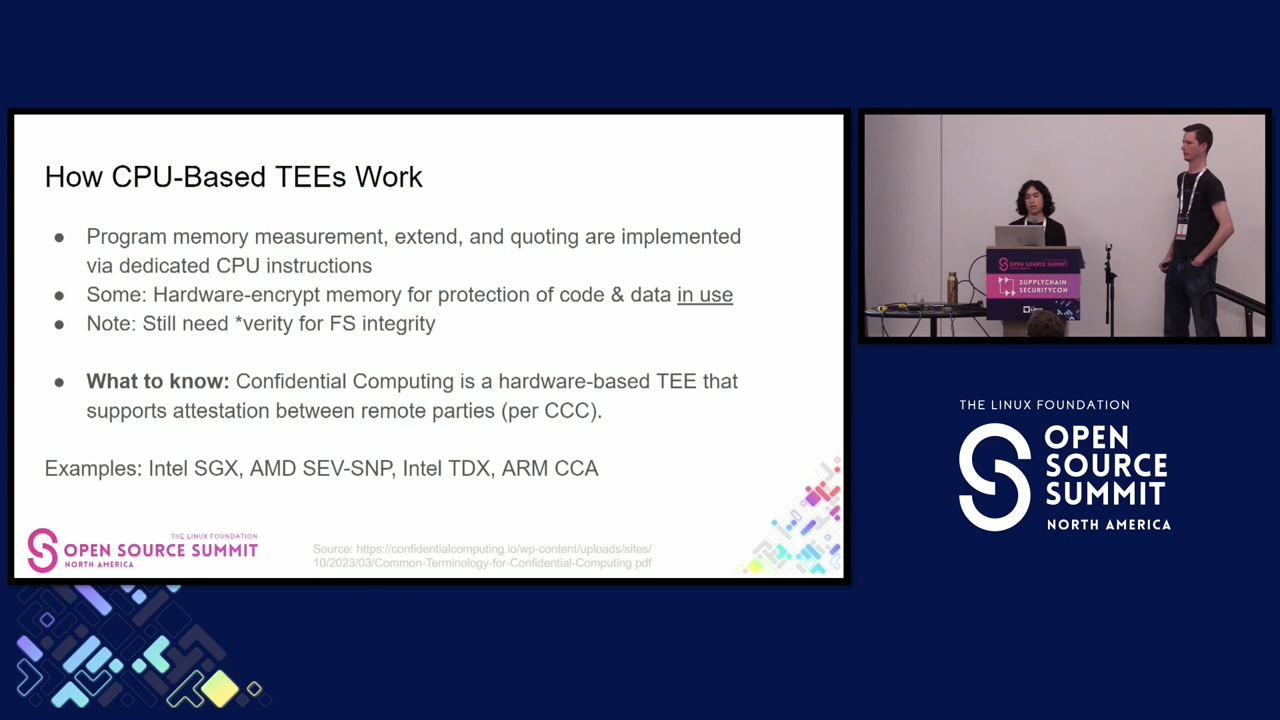 How CPU-Based TEEs Work
● Program memory measurement, extend, and quoting are implemented
via dedicated CPU instructions
● Some: Hardware-encrypt memory for protection of code & data in use
● Note: Still need *verity for FS integrity
● What to know: Confidential Computing is a hardware-based TEE that
supports attestation between remote parties (per CCC).
Examples: Intel SGX, AMD SEV-SNP, Intel TDX, ARM CCA
THE LINUX FOUNDATION
OPEN SOURCE SUMMIT
NORTH AMERICA
Source: https://confidentialcomputing.io/wp-content/uploads/sites/
10/2023/03/Common-Terminology-for-Confidential-Computing.pdf
OPEN SOURCE SUMMIT
SUPPLYCHAIN
SECURITYCON
THE LINUX FOUNDATION
OPEN
SOURCE
SUMMIT
NORTH AMERICA